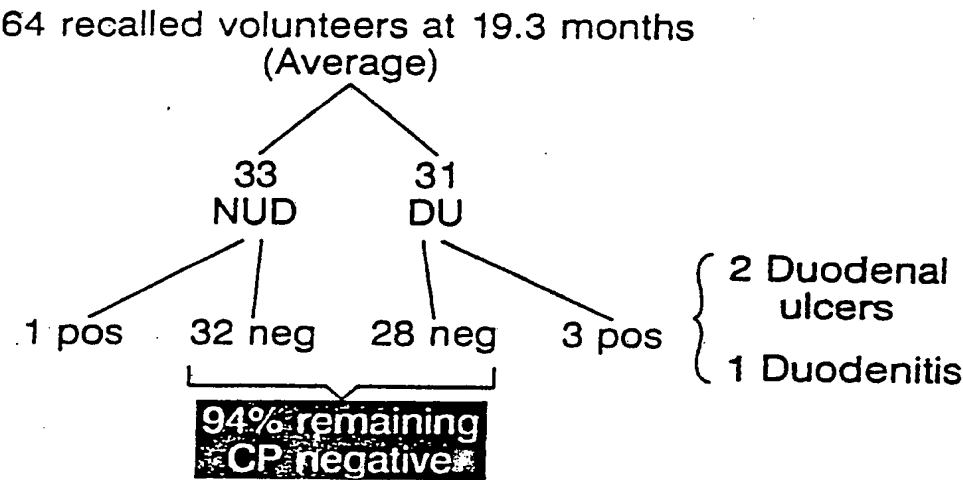 64 recalled volunteers at 19.3 months
(Average)
33
NUD
31
DU
1 pos
32 neg
28 neg
3 pos
2 Duodenal
ulcers
1 Duodenitis
94% remaining
CP negative